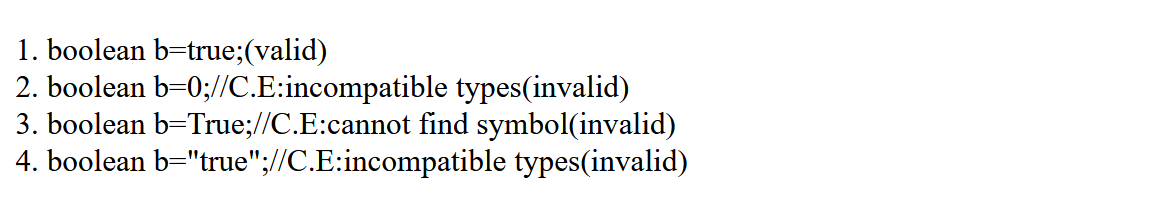 1. boolean b=true;(valid)
2. boolean b=0;//C.E:incompatible types(invalid)
3. boolean b=True;//C.E:cannot find symbol(invalid)
4. boolean b="true";//C.E:incompatible types(invalid)